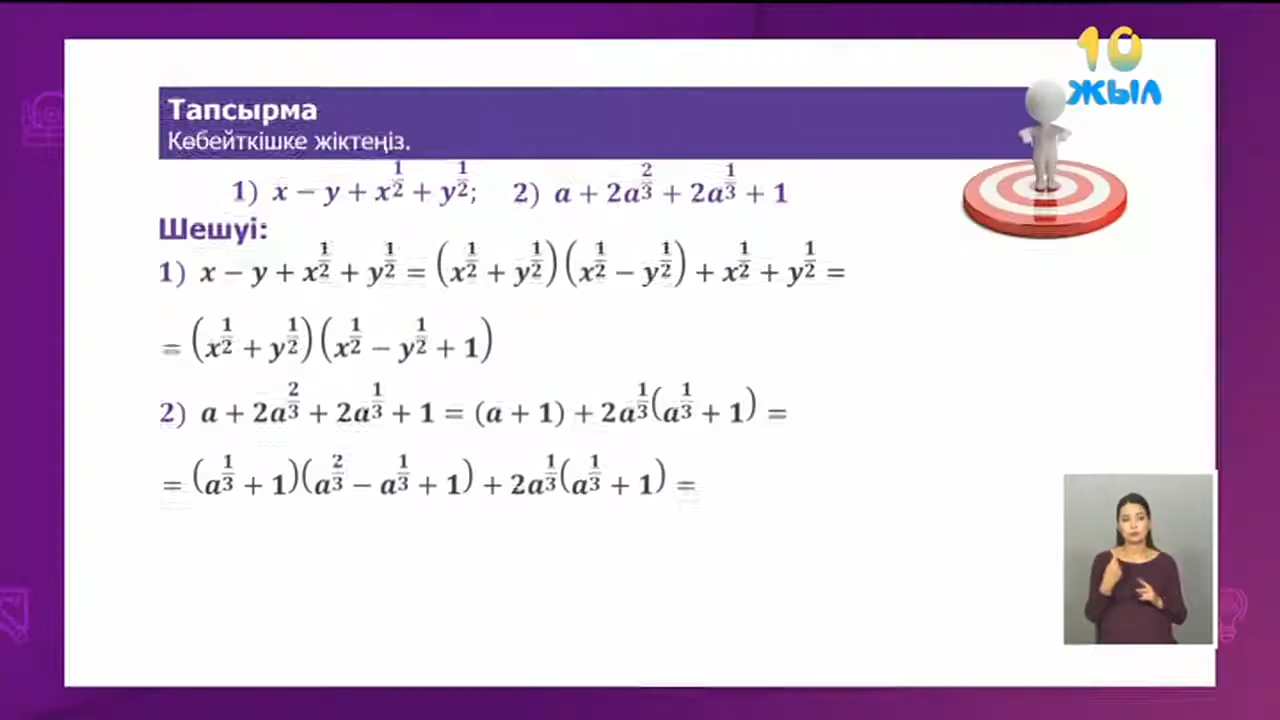 10
ЖЫЛ
Тапсырма
Көбейткішке жіктеңіз.
1) x − y + x^(1/2) + y^(1/2); 2) a + 2a^(2/3) + 2a^(1/3) + 1
Шешуі:
1) x − y + x^(1/2) + y^(1/2) = (x^(1/2) + y^(1/2))(x^(1/2) − y^(1/2)) + x^(1/2) + y^(1/2) =
= (x^(1/2) + y^(1/2))(x^(1/2) − y^(1/2) + 1)
2) a + 2a^(2/3) + 2a^(1/3) + 1 = (a + 1) + 2a^(1/3)(a^(1/3) + 1) =
= (a^(1/3) + 1)(a^(2/3) − a^(1/3) + 1) + 2a^(1/3)(a^(1/3) + 1) =